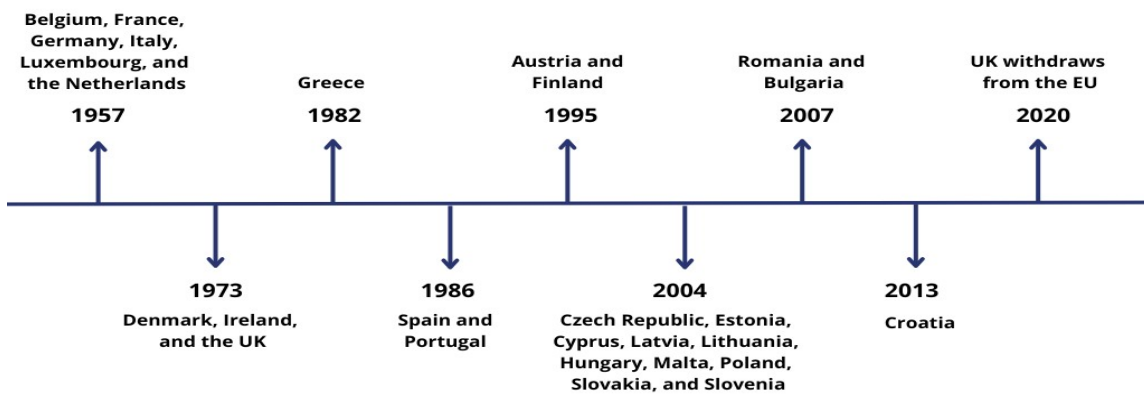 Belgium, France,
Germany, Italy,
Luxembourg, and
the Netherlands
1957
Greece
1982
Austria and
Finland
1995
Romania and
Bulgaria
2007
UK withdraws
from the EU
2020
1973
Denmark, Ireland,
and the UK
1986
Spain and
Portugal
2004
Czech Republic, Estonia,
Cyprus, Latvia, Lithuania,
Hungary, Malta, Poland,
Slovakia, and Slovenia
2013
Croatia